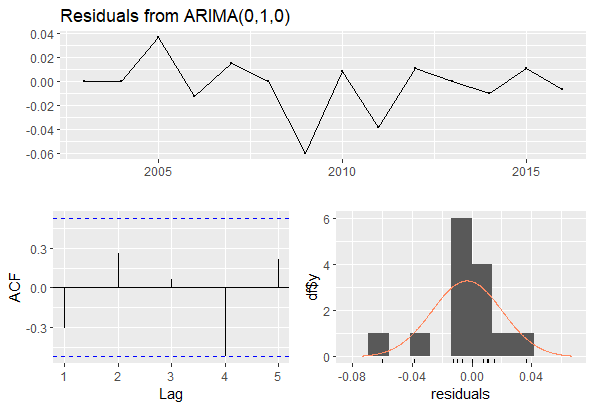 Residuals from ARIMA(0,1,0)
0.04
0.02
0.00
-0.02
-0.04
-0.06
2005 2010 2015
ACF
0.3
0.0
-0.3
1 2 3 4 5
Lag
df$y
6
4
2
0
-0.08 -0.04 0.00 0.04
residuals